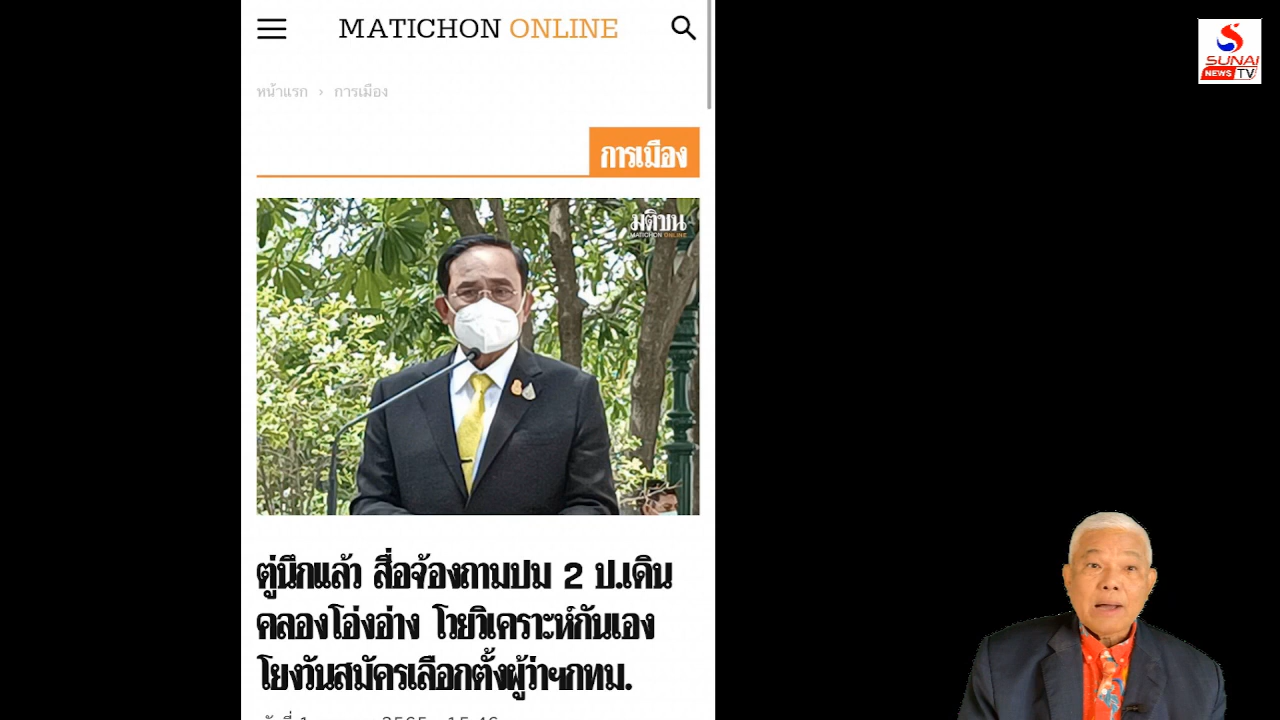 MATICHON ONLINE
SUNAI
NEWS TV
หน้าแรก › การเมือง
การเมือง
มติชน
MATICHON ONLINE
ตู่นึกแล้ว สื่อจ้องถามปม 2 ป.เดิน
คลองโอ่งอ่าง โวยวิเคราะห์กันเอง
โยงวันสมัครเลือกตั้งผู้ว่าฯกทม.